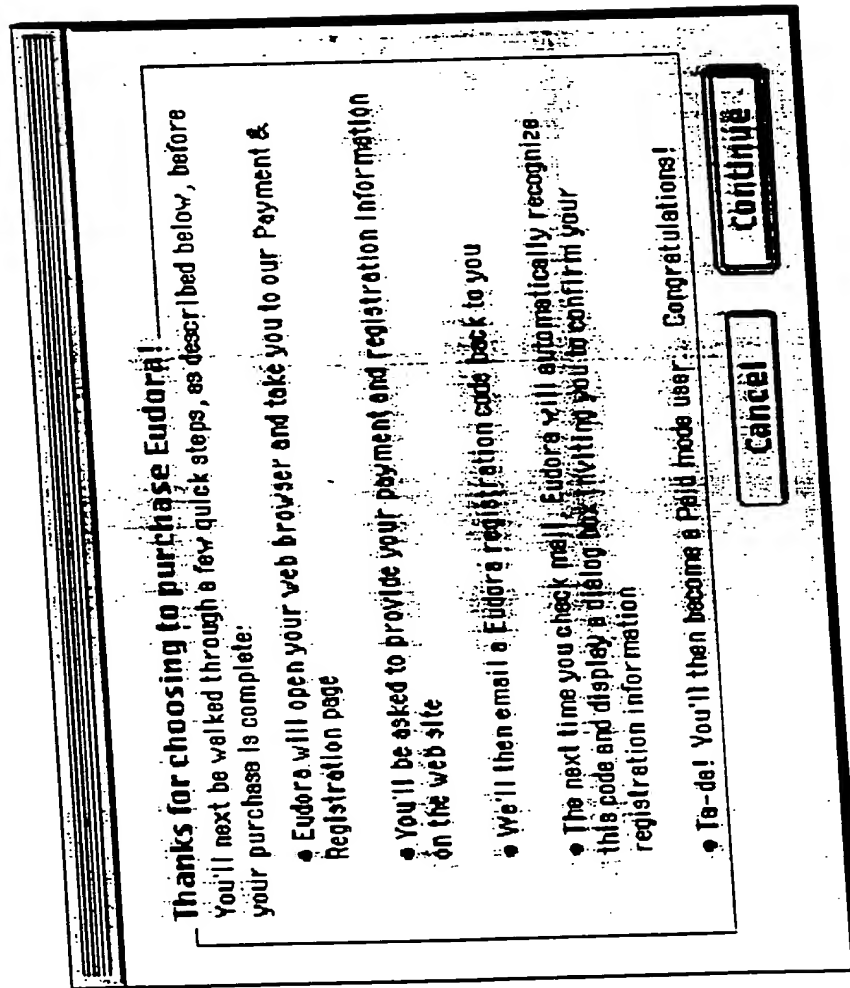 Thanks for choosing to purchase Eudora!
You'll next be walked through a few quick steps, as described below, before
your purchase is complete:
• Eudora will open your web browser and take you to our Payment &
Registration page
• You'll be asked to provide your payment and registration information
on the web site
• We'll then email a Eudora registration code back to you
• The next time you check mail, Eudora will automatically recognize
this code and display a dialog box inviting you to confirm your
registration information
• Ta-da! You'll then become a Paid mode user... Congratulations!
Cancel
Continue